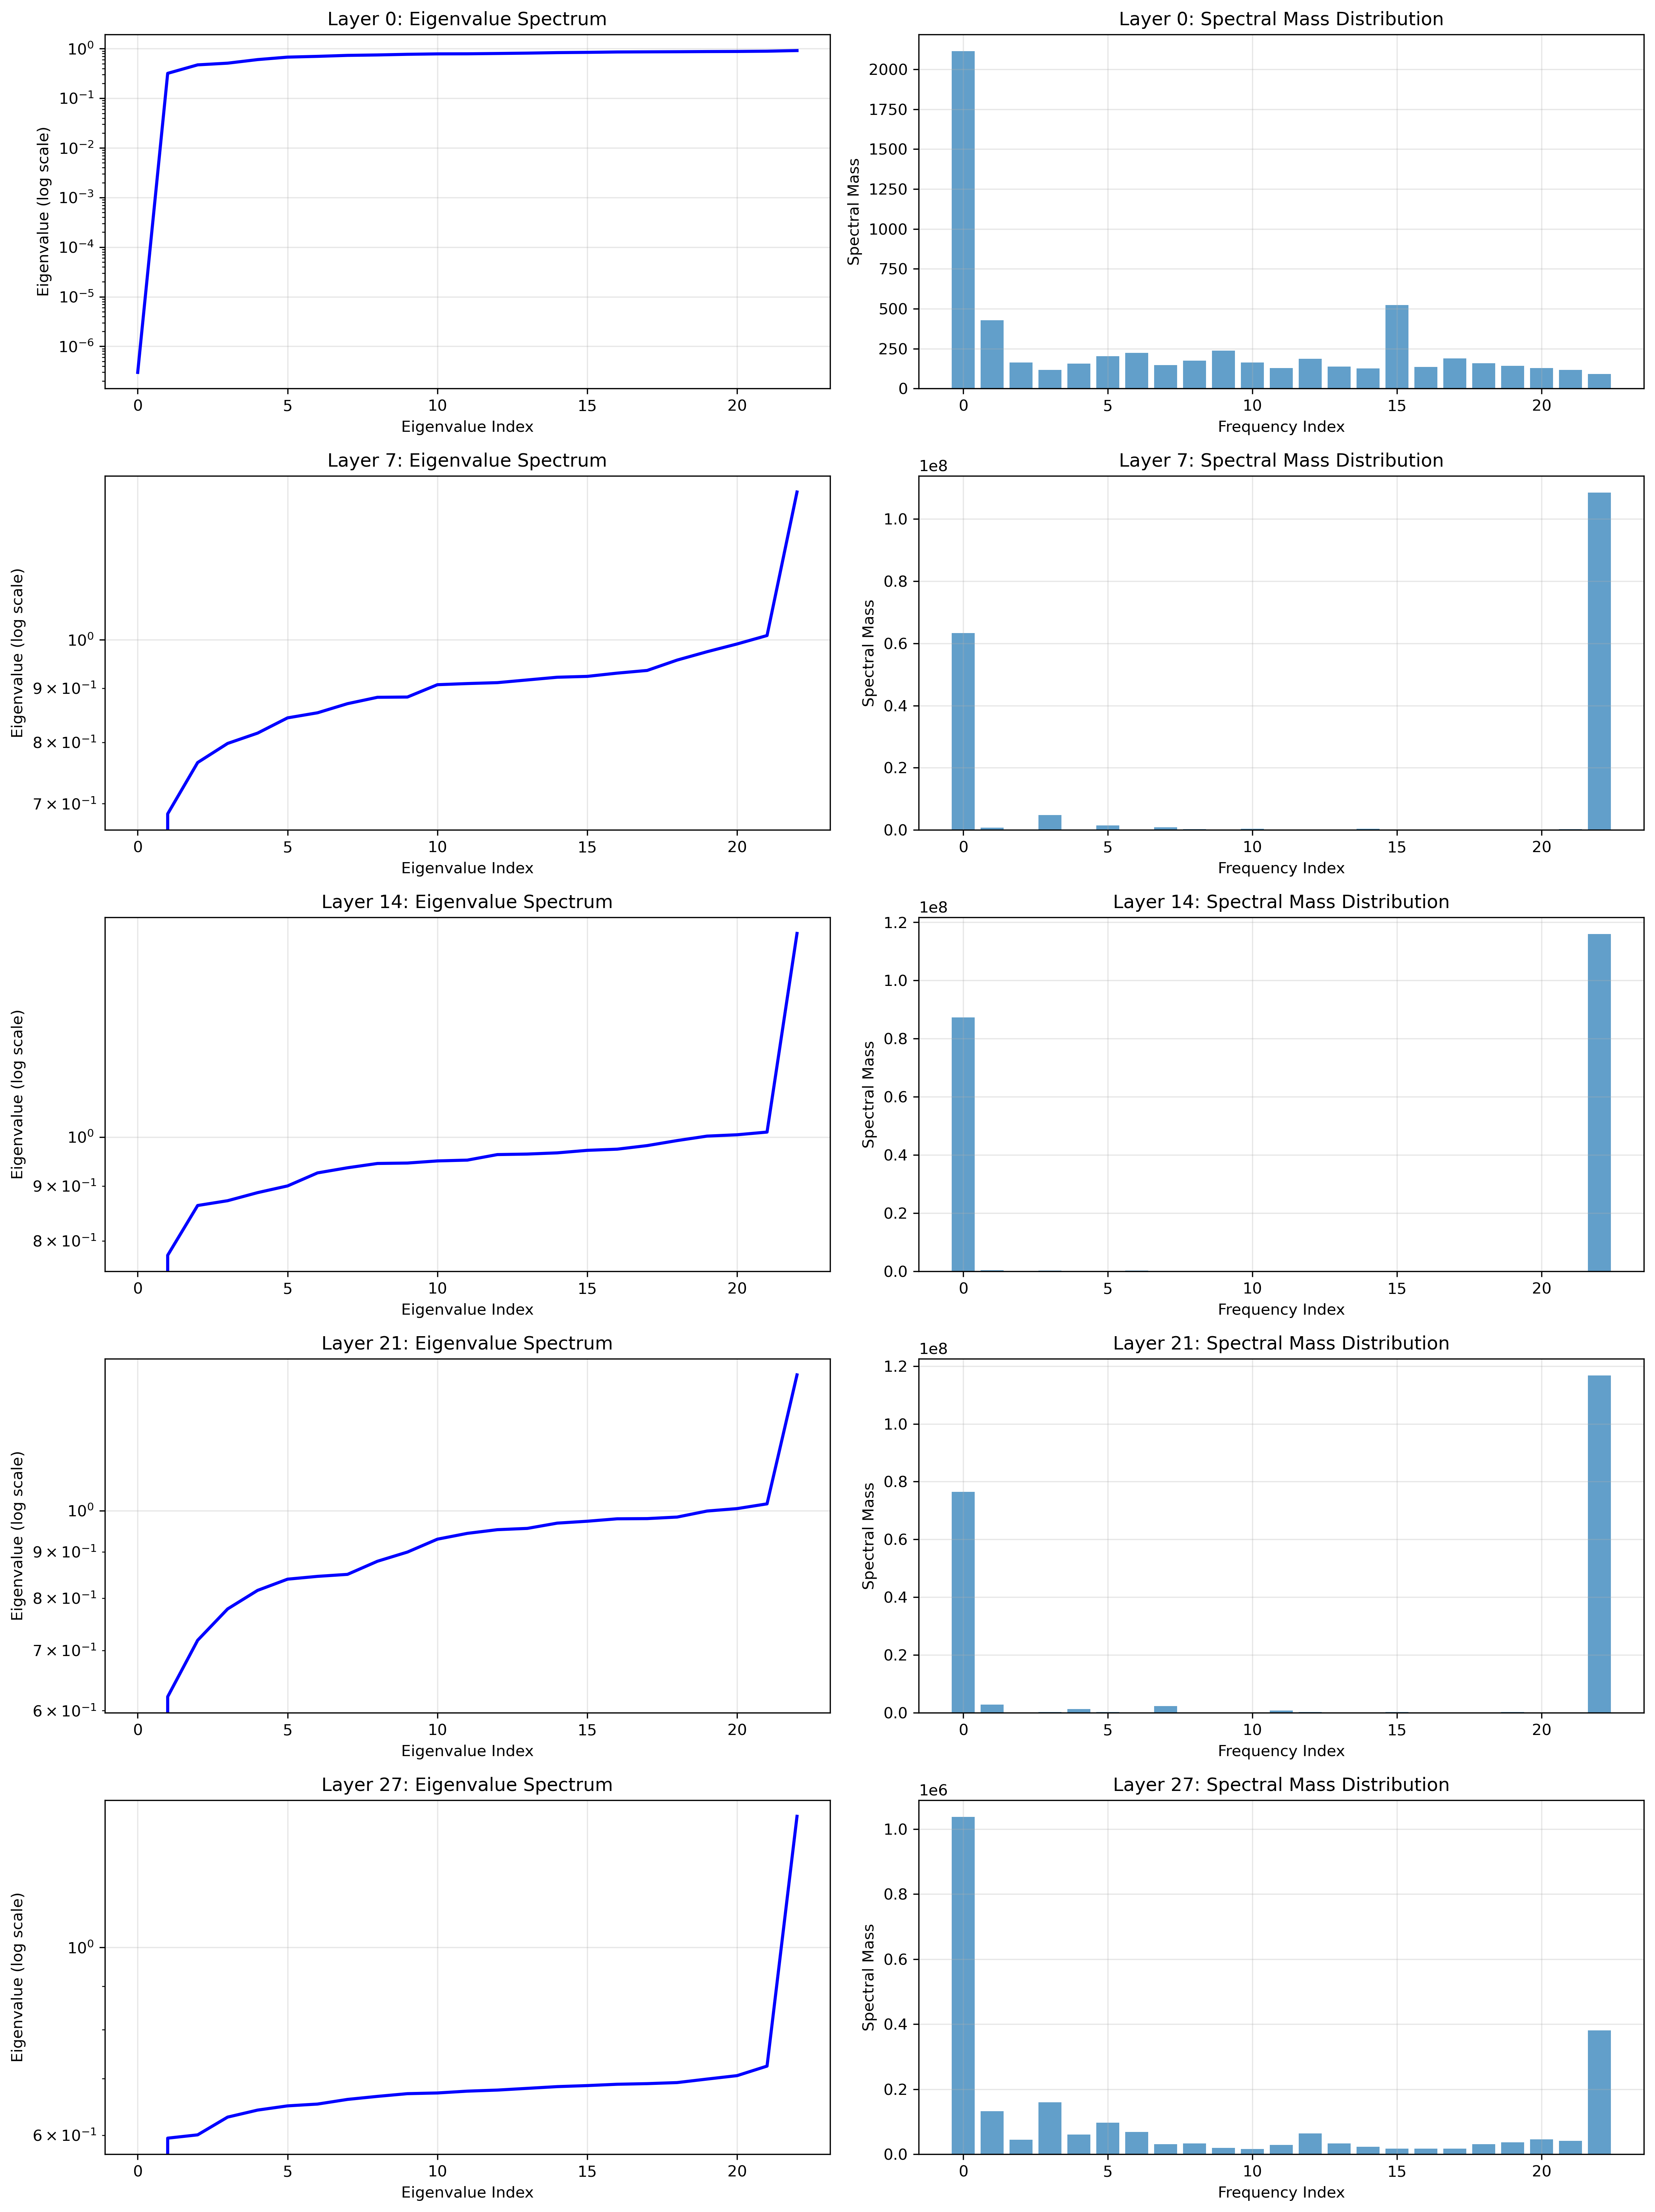 Layer 0: Eigenvalue Spectrum
Eigenvalue (log scale)
10⁰
10⁻¹
10⁻²
10⁻³
10⁻⁴
10⁻⁵
10⁻⁶
0 5 10 15 20
Eigenvalue Index
Layer 0: Spectral Mass Distribution
Spectral Mass
2000
1750
1500
1250
1000
750
500
250
0
0 5 10 15 20
Frequency Index
Layer 7: Eigenvalue Spectrum
Eigenvalue (log scale)
10⁰
9 × 10⁻¹
8 × 10⁻¹
7 × 10⁻¹
0 5 10 15 20
Eigenvalue Index
Layer 7: Spectral Mass Distribution
1e8
Spectral Mass
1.0
0.8
0.6
0.4
0.2
0.0
0 5 10 15 20
Frequency Index
Layer 14: Eigenvalue Spectrum
Eigenvalue (log scale)
10⁰
9 × 10⁻¹
8 × 10⁻¹
0 5 10 15 20
Eigenvalue Index
Layer 14: Spectral Mass Distribution
1e8
Spectral Mass
1.2
1.0
0.8
0.6
0.4
0.2
0.0
0 5 10 15 20
Frequency Index
Layer 21: Eigenvalue Spectrum
Eigenvalue (log scale)
10⁰
9 × 10⁻¹
8 × 10⁻¹
7 × 10⁻¹
6 × 10⁻¹
0 5 10 15 20
Eigenvalue Index
Layer 21: Spectral Mass Distribution
1e8
Spectral Mass
1.2
1.0
0.8
0.6
0.4
0.2
0.0
0 5 10 15 20
Frequency Index
Layer 27: Eigenvalue Spectrum
Eigenvalue (log scale)
10⁰
6 × 10⁻¹
0 5 10 15 20
Eigenvalue Index
Layer 27: Spectral Mass Distribution
1e6
Spectral Mass
1.0
0.8
0.6
0.4
0.2
0.0
0 5 10 15 20
Frequency Index